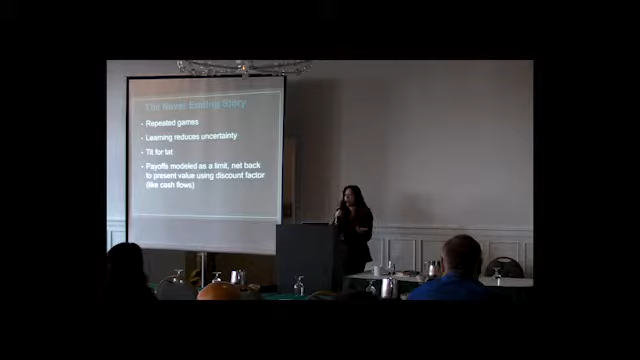 The Never Ending Story
- Repeated games
- Learning reduces uncertainty
- Tit for tat
- Payoffs modeled as a limit, net back
to present value using discount factor
(like cash flows)